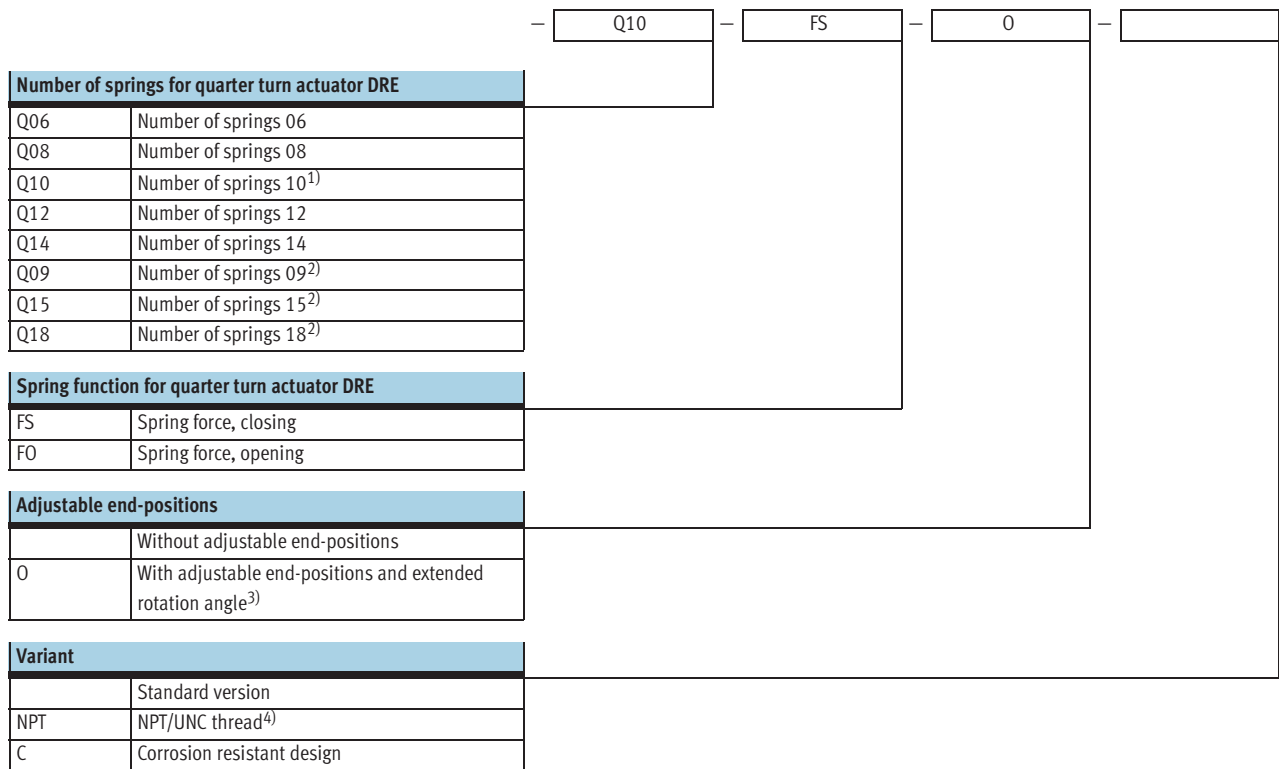 – Q10 – FS – O –
Number of springs for quarter turn actuator DRE
Q06 Number of springs 06
Q08 Number of springs 08
Q10 Number of springs 101)
Q12 Number of springs 12
Q14 Number of springs 14
Q09 Number of springs 092)
Q15 Number of springs 152)
Q18 Number of springs 182)
Spring function for quarter turn actuator DRE
FS Spring force, closing
FO Spring force, opening
Adjustable end-positions
Without adjustable end-positions
O With adjustable end-positions and extended
rotation angle3)
Variant
Standard version
NPT NPT/UNC thread4)
C Corrosion resistant design